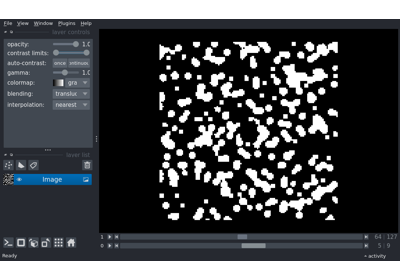 File View Window Plugins Help
layer controls
opacity: 1.0
contrast limits:
auto-contrast: once
gamma: 1.0
colormap: gra
blending: translu
interpolation: nearest
layer list
Image
1 64 127
0 5 9
Ready
activity